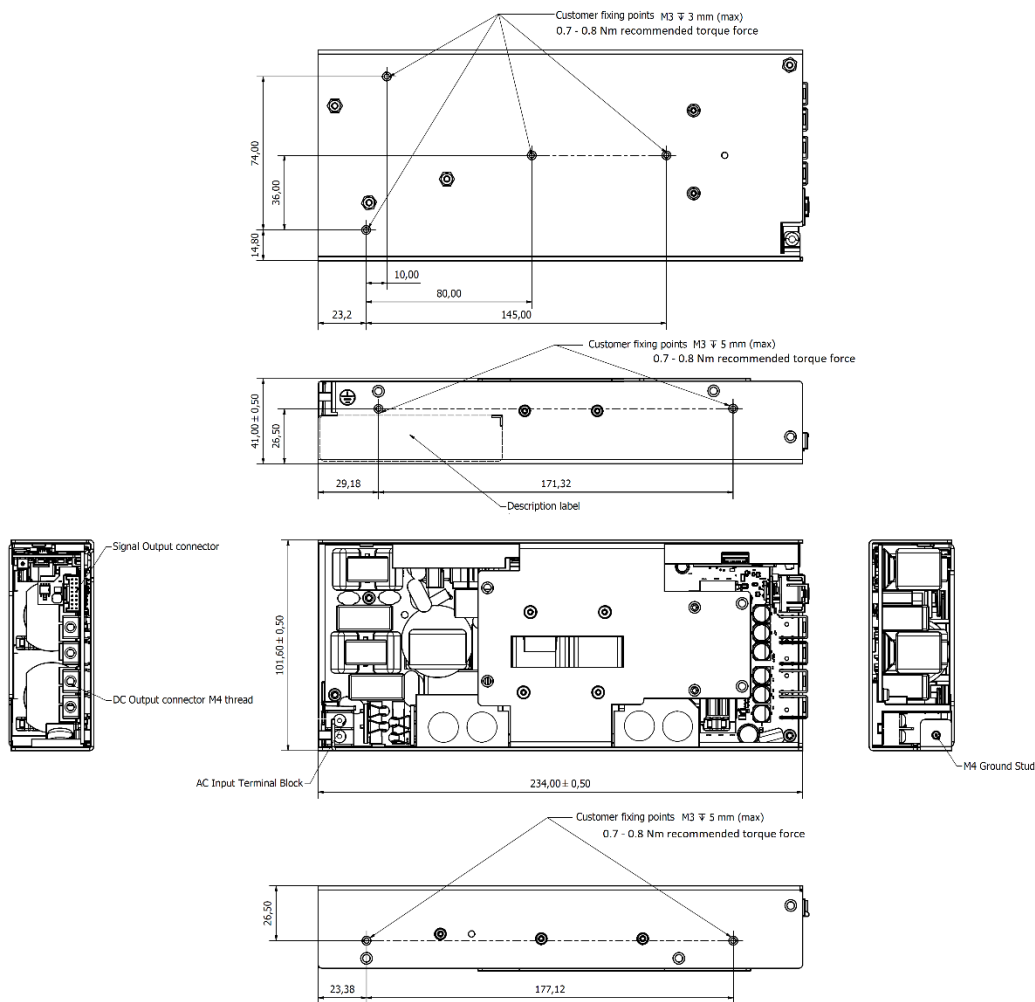 Customer fixing points M3 ↧ 3 mm (max)
0.7 - 0.8 Nm recommended torque force
74,00
36,00
14,80
10,00
80,00
23,2
145,00
Customer fixing points M3 ↧ 5 mm (max)
0.7 - 0.8 Nm recommended torque force
41,00 ± 0,50
26,50
29,18
171,32
Description label
Signal Output connector
101,60 ± 0,50
DC Output connector M4 thread
M4 Ground Stud
AC Input Terminal Block
234,00 ± 0,50
Customer fixing points M3 ↧ 5 mm (max)
0.7 - 0.8 Nm recommended torque force
26,50
23,38
177,12